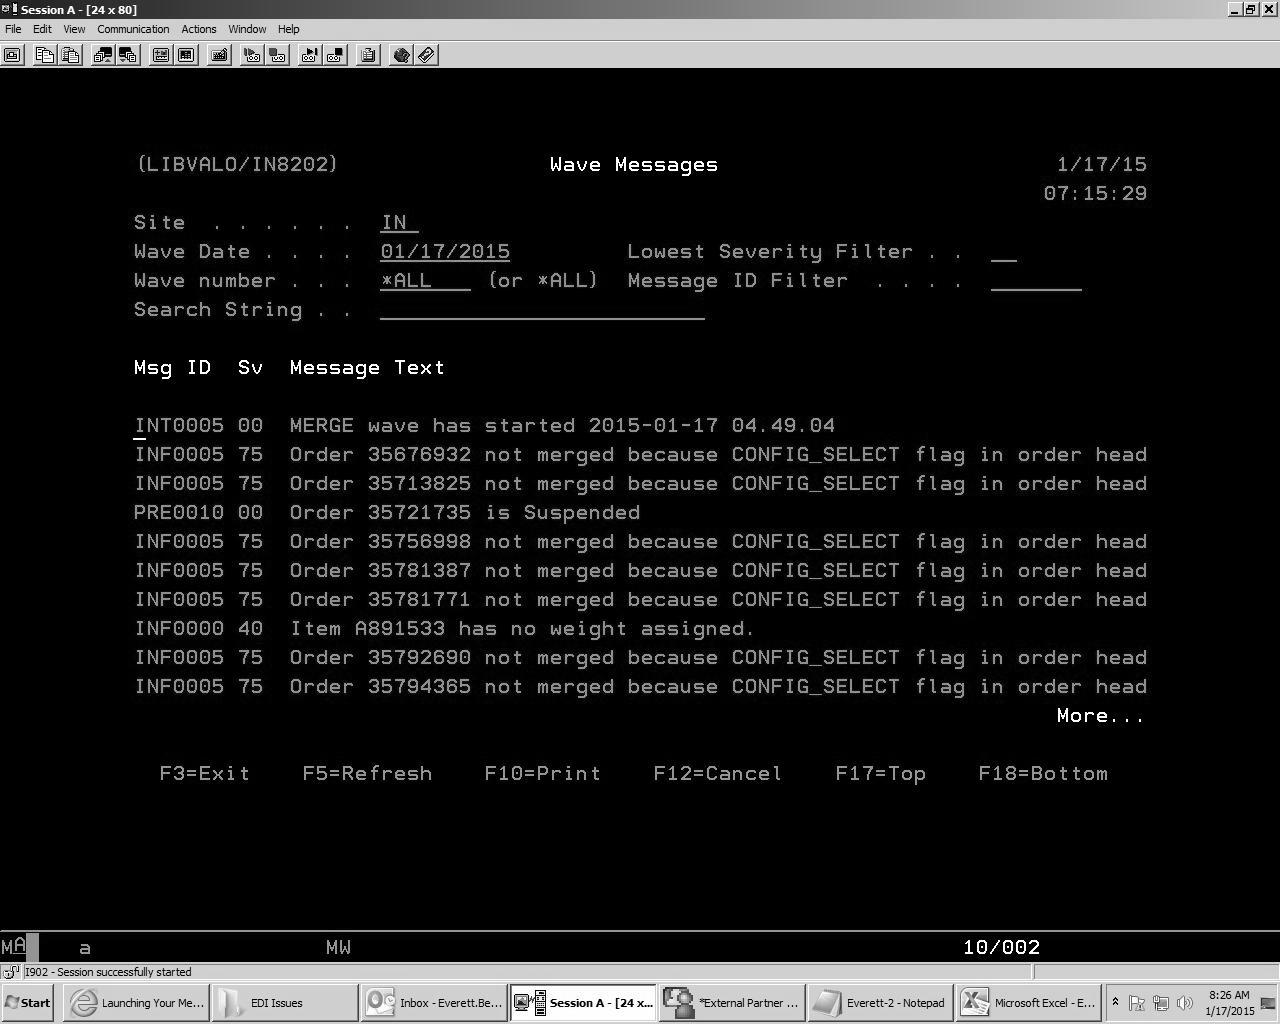 Session A - [24 x 80]
File Edit View Communication Actions Window Help
(LIBVALO/IN8202) Wave Messages 1/17/15
07:15:29
Site . . . . . . IN
Wave Date . . . . 01/17/2015 Lowest Severity Filter . .
Wave number . . . *ALL (or *ALL) Message ID Filter . . . .
Search String . .
Msg ID Sv Message Text
INT0005 00 MERGE wave has started 2015-01-17 04.49.04
INF0005 75 Order 35676932 not merged because CONFIG_SELECT flag in order head
INF0005 75 Order 35713825 not merged because CONFIG_SELECT flag in order head
PRE0010 00 Order 35721735 is Suspended
INF0005 75 Order 35756998 not merged because CONFIG_SELECT flag in order head
INF0005 75 Order 35781387 not merged because CONFIG_SELECT flag in order head
INF0005 75 Order 35781771 not merged because CONFIG_SELECT flag in order head
INF0000 40 Item A891533 has no weight assigned.
INF0005 75 Order 35792690 not merged because CONFIG_SELECT flag in order head
INF0005 75 Order 35794365 not merged because CONFIG_SELECT flag in order head
More...
F3=Exit F5=Refresh F10=Print F12=Cancel F17=Top F18=Bottom
MA a MW 10/002
I902 - Session successfully started
Start Launching Your Me... EDI Issues Inbox - Everett.Be... Session A - [24 x... *External Partner ... Everett-2 - Notepad Microsoft Excel - E... 8:26 AM
1/17/2015